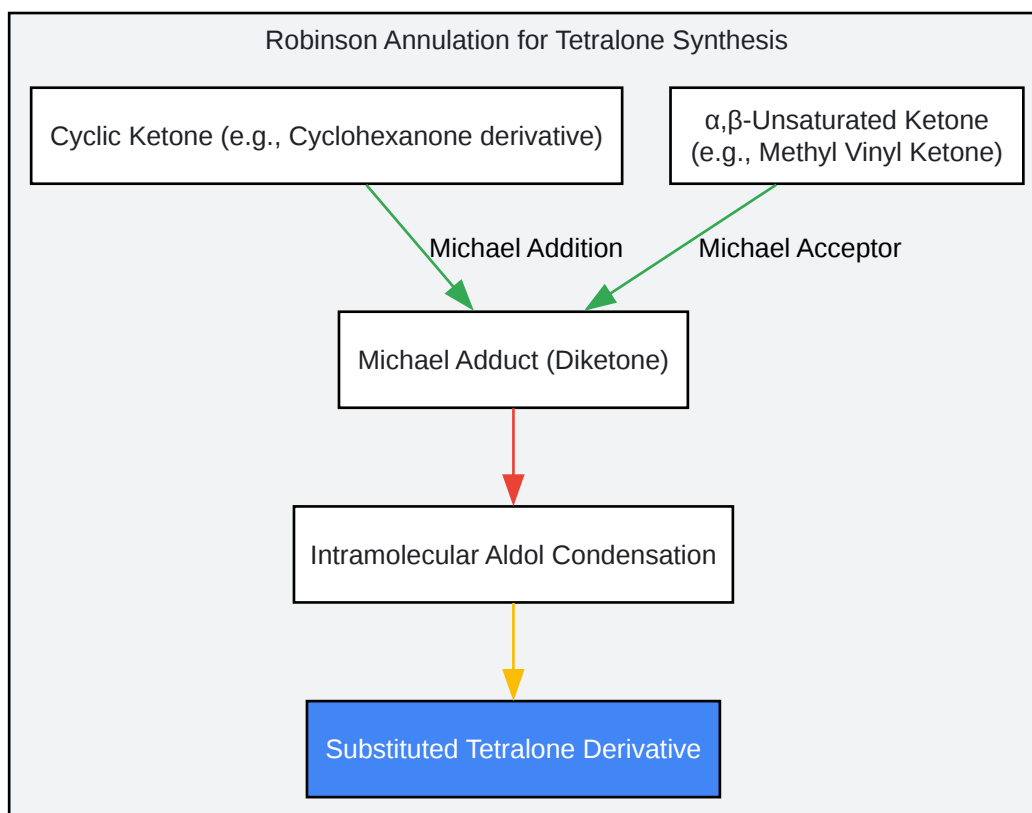 Robinson Annulation for Tetralone Synthesis
Cyclic Ketone (e.g., Cyclohexanone derivative)
α,β-Unsaturated Ketone
(e.g., Methyl Vinyl Ketone)
Michael Addition
Michael Acceptor
Michael Adduct (Diketone)
Intramolecular Aldol Condensation
Substituted Tetralone Derivative